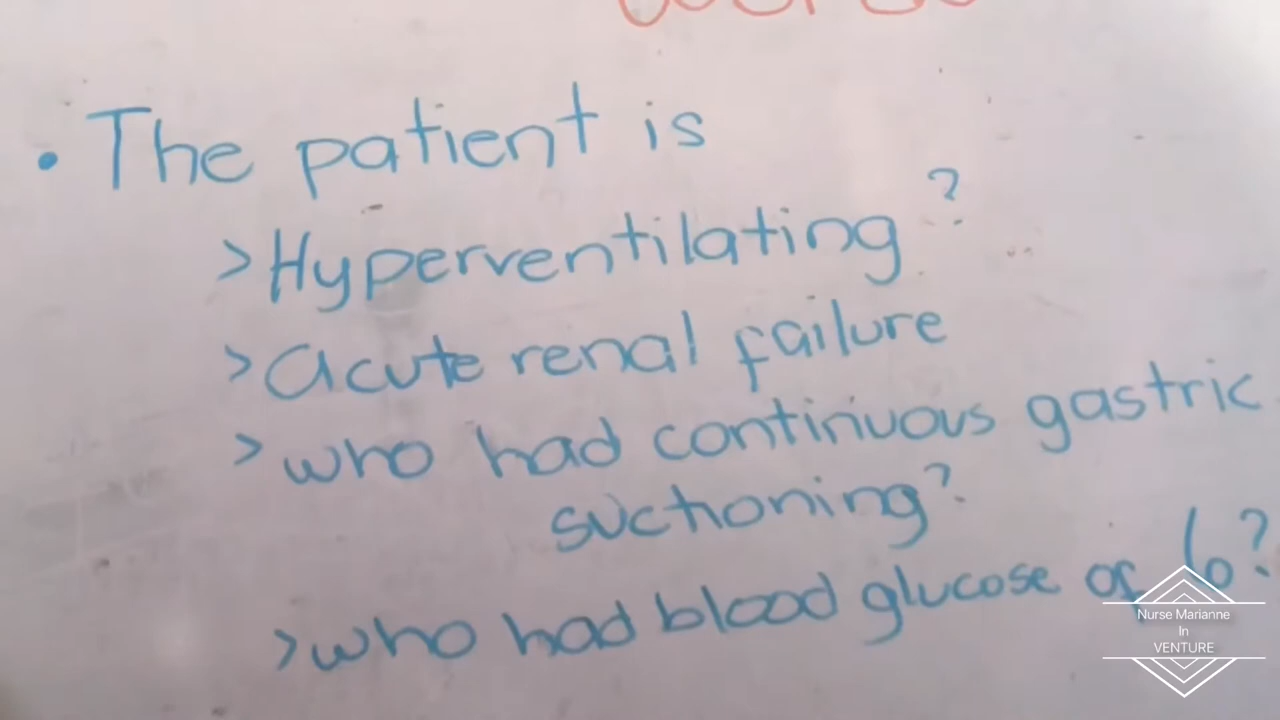 • The patient is
> Hyperventilating?
> acute renal failure
> who had continuous gastric
suctioning?
> who had blood glucose of 60?
Nurse Marianne
In
VENTURE